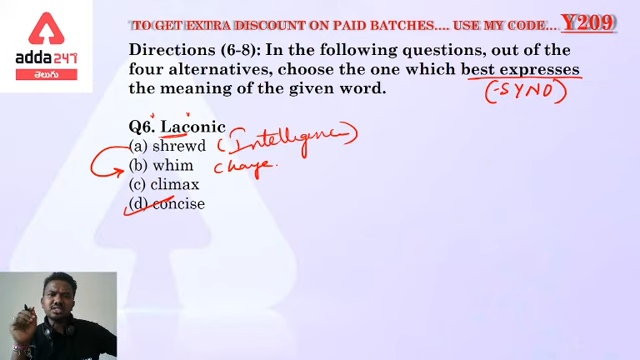 TO GET EXTRA DISCOUNT ON PAID BATCHES.... USE MY CODE... Y209
adda247
తెలుగు
Directions (6-8): In the following questions, out of the
four alternatives, choose the one which best expresses
the meaning of the given word.
(-SYNO)
Q6. Laconic
(a) shrewd (Intelligence)
(b) whim
(c) climax
(d) concise